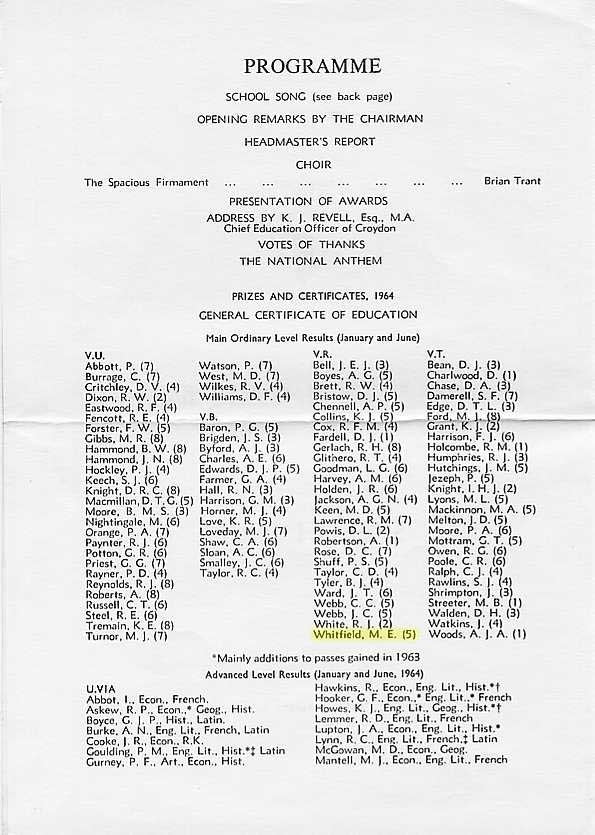 PROGRAMME
SCHOOL SONG (see back page)
OPENING REMARKS BY THE CHAIRMAN
HEADMASTER'S REPORT
CHOIR
The Spacious Firmament ... ... ... ... ... ... Brian Trant
PRESENTATION OF AWARDS
ADDRESS BY K. J. REVELL, Esq., M.A.
Chief Education Officer of Croydon
VOTES OF THANKS
THE NATIONAL ANTHEM
PRIZES AND CERTIFICATES, 1964
GENERAL CERTIFICATE OF EDUCATION
Main Ordinary Level Results (January and June)
V.U.
Abbott, P. (7)
Burrage, C. (7)
Critchley, D. V. (4)
Dixon, R. W. (2)
Eastwood, R. F. (4)
Fencott, R. E. (4)
Forster, F. W. (5)
Gibbs, M. R. (8)
Hammond, B. W. (8)
Hammond, J. N. (8)
Hockley, P. J. (4)
Keech, S. J. (6)
Knight, D. R. C. (8)
Macmillan, D. T. G. (5)
Moore, B. M. S. (3)
Nightingale, M. (6)
Orange, P. A. (7)
Paynter, R. J. (6)
Potton, G. R. (6)
Priest, G. G. (7)
Rayner, P. D. (4)
Reynolds, R. J. (8)
Roberts, A. (8)
Russell, C. T. (6)
Steel, R. E. (6)
Tremain, K. E. (8)
Turnor, M. J. (7)
Watson, P. (7)
West, M. D. (7)
Wilkes, R. V. (4)
Williams, D. F. (4)
V.B.
Baron, P. G. (5)
Brigden, J. S. (3)
Byford, A. J. (3)
Charles, A. E. (6)
Edwards, D. J. P. (5)
Farmer, G. A. (4)
Hall, R. N. (3)
Harrison, G. M. (3)
Horner, M. J. (4)
Love, K. R. (5)
Loveday, M. J. (7)
Shaw, C. A. (6)
Sloan, A. C. (6)
Smalley, J. C. (6)
Taylor, R. C. (4)
V.R.
Bell, J. E. J. (3)
Boyes, A. G. (5)
Brett, R. W. (4)
Bristow, D. J. (5)
Chennell, A. P. (5)
Collins, K. J. (5)
Cox, R. F. M. (4)
Fardell, D. J. (1)
Gerlach, R. H. (8)
Glithero, R. T. (4)
Goodman, L. G. (6)
Harvey, A. M. (6)
Holden, J. R. (6)
Jackson, A. G. N. (4)
Keen, M. D. (5)
Lawrence, R. M. (7)
Powis, D. L. (2)
Robertson, A. (1)
Rose, D. C. (7)
Shuff, P. S. (5)
Taylor, C. D. (4)
Tyler, B. J. (4)
Ward, J. T. (6)
Webb, C. C. (5)
Webb, J. C. (5)
White, R. J. (2)
Whitfield, M. E. (5)
V.T.
Bean, D. J. (3)
Charlwood, D. (1)
Chase, D. A. (3)
Damerell, S. F. (7)
Edge, D. T. L. (3)
Ford, M. J. (8)
Grant, K. J. (2)
Harrison, F. J. (6)
Holcombe, R. M. (1)
Humphries, R. J. (3)
Hutchings, J. M. (5)
Jezeph, P. (5)
Knight, I. H. J. (2)
Lyons, M. L. (5)
Mackinnon, M. A. (5)
Melton, J. D. (5)
Moore, P. A. (6)
Mottram, G. T. (5)
Owen, R. G. (6)
Poole, C. R. (6)
Ralph, C. J. (4)
Rawlins, S. J. (4)
Shrimpton, J. (3)
Streeter, M. B. (1)
Walden, D. H. (3)
Watkins, J. (4)
Woods, A. J. A. (1)
*Mainly additions to passes gained in 1963
Advanced Level Results (January and June, 1964)
U.VIA
Abbot, I., Econ., French.
Askew, R. P., Econ.,* Geog., Hist.
Boyce, G. J. P., Hist., Latin.
Burke, A. N., Eng. Lit., French, Latin
Cooke, J. R., Econ., R.K.
Goulding, P. M., Eng. Lit., Hist.*‡ Latin
Gurney, P. F., Art., Econ., Hist.
Hawkins, R., Econ., Eng. Lit., Hist.*†
Hooker, G. F., Econ.,* Eng. Lit.,* French
Howes, K. J., Eng. Lit., Geog., Hist.*†
Lemmer, R. D., Eng. Lit., French
Lupton, J. A., Econ., Eng. Lit., Hist.*
Lynn, R. C., Eng. Lit., French,‡ Latin
McGowan, M. D., Econ., Geog.
Mantell, M. J., Econ., Eng. Lit., French